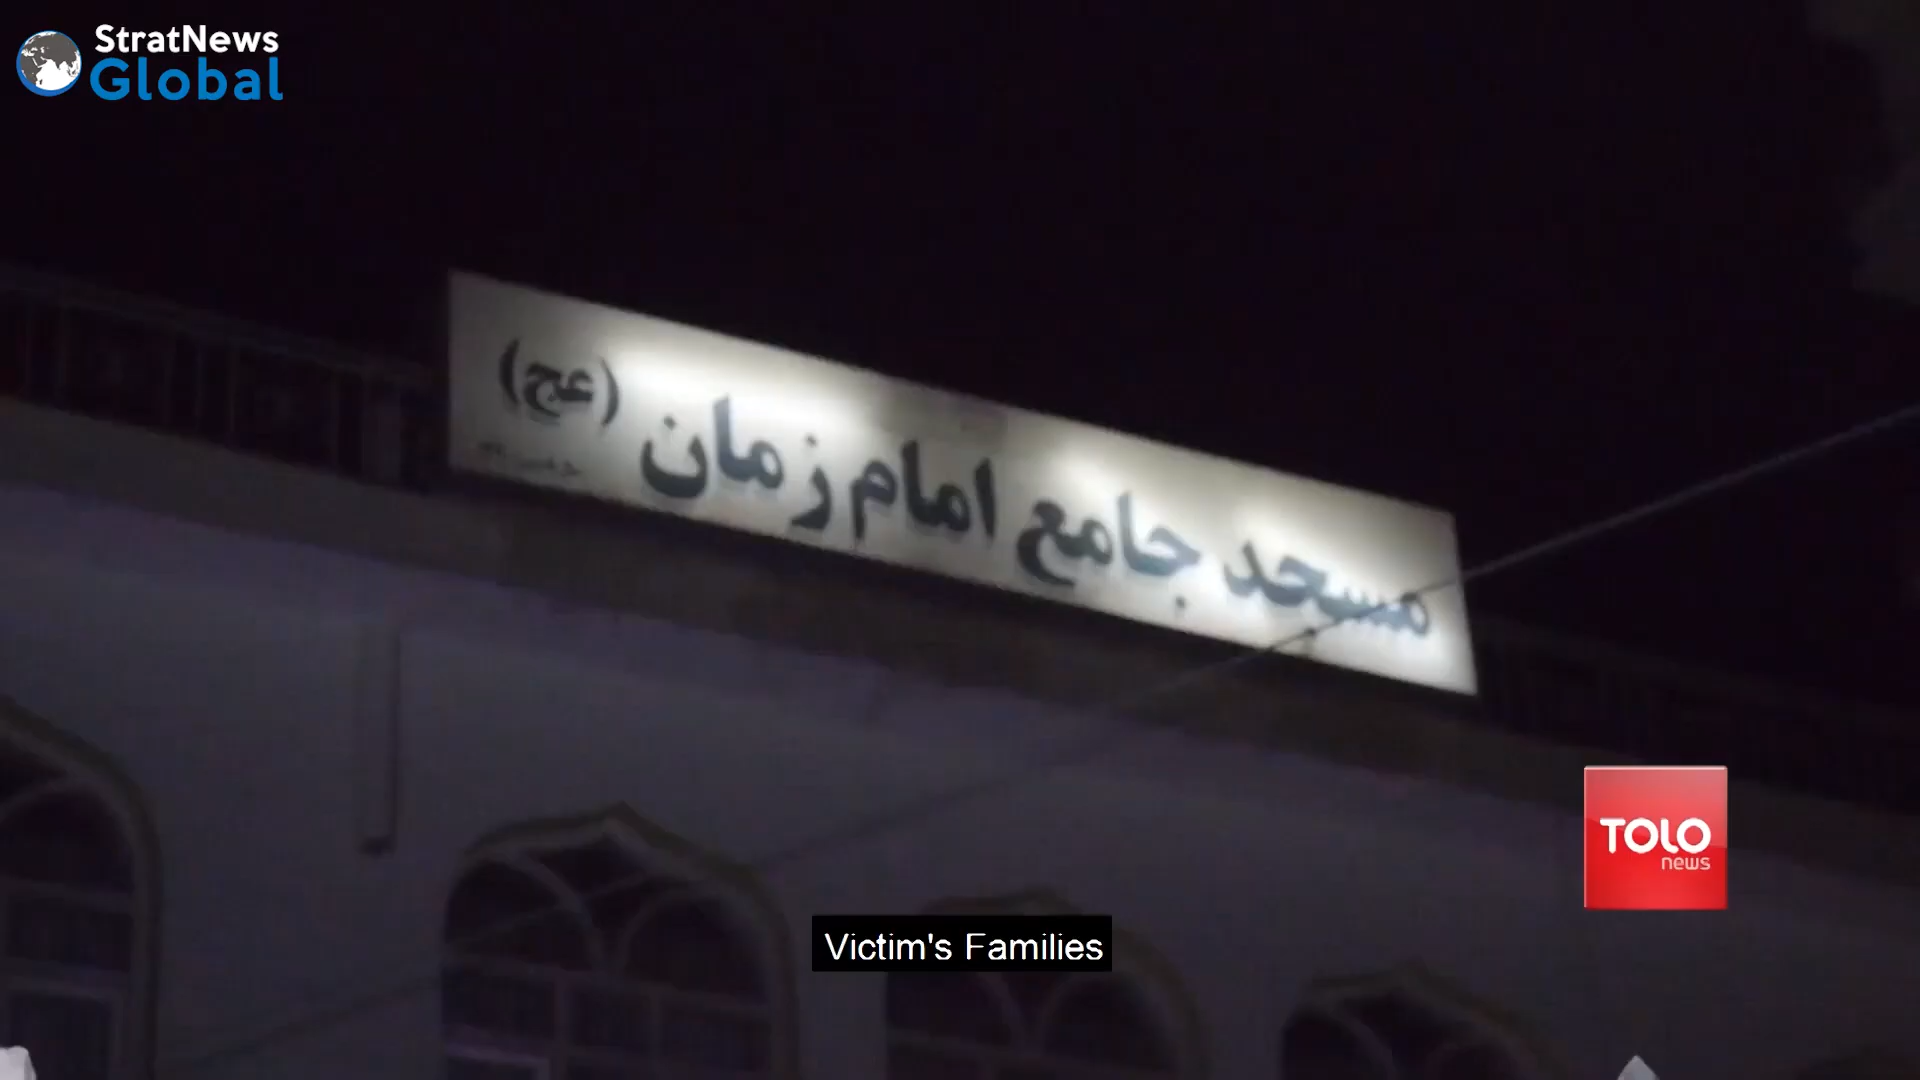 StratNews
Global
مسجد جامع امام زمان (عج)
TOLO
news
Victim's Families